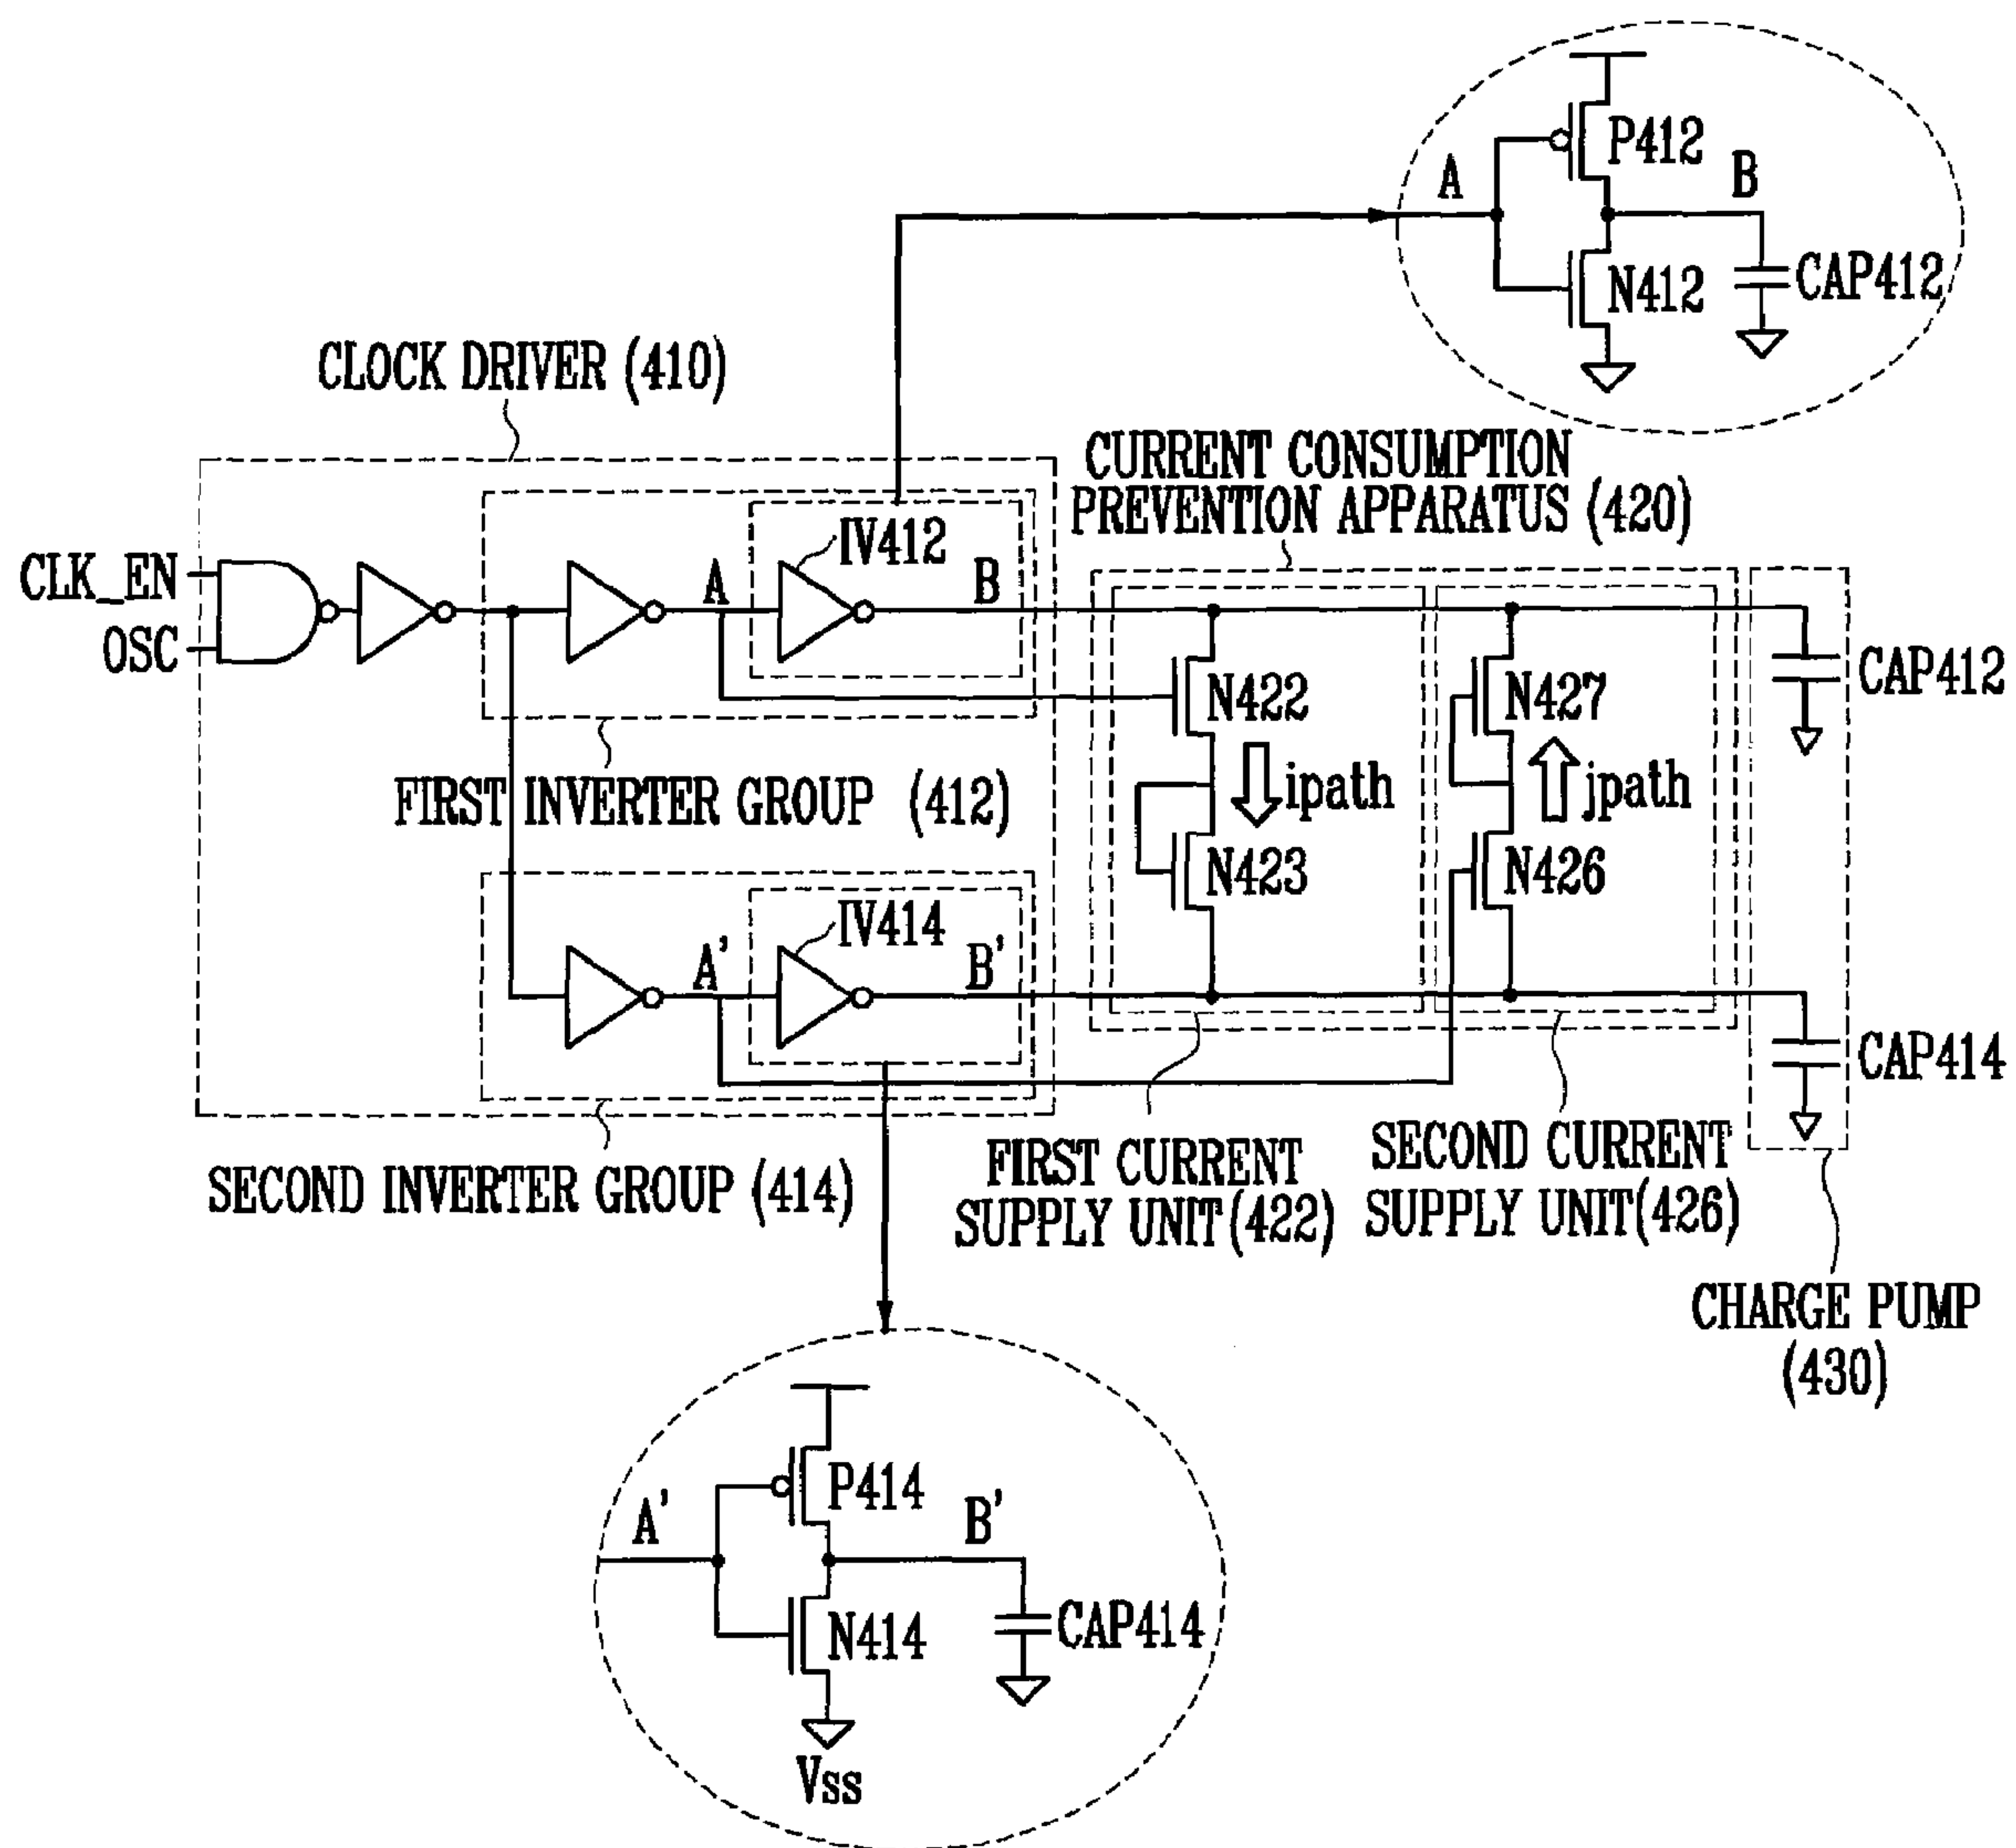 P412
A
B
N412
CAP412
CLOCK DRIVER (410)
CURRENT CONSUMPTION
PREVENTION APPARATUS (420)
IV412
CLK_EN
OSC
A
B
N422
N427
CAP412
FIRST INVERTER GROUP (412)
ipath
jpath
N423
N426
IV414
A'
B'
CAP414
SECOND INVERTER GROUP (414)
FIRST CURRENT
SUPPLY UNIT(422)
SECOND CURRENT
SUPPLY UNIT(426)
CHARGE PUMP
(430)
P414
A'
B'
N414
CAP414
Vss